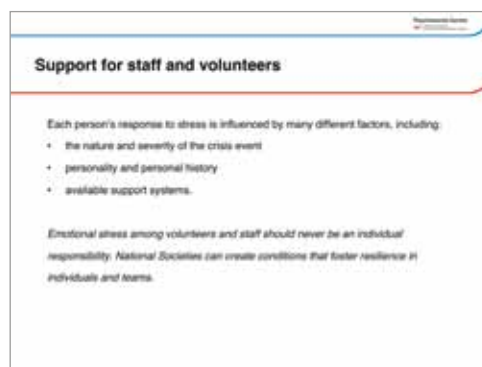 Psychosocial Centre
Support for staff and volunteers
Each person's response to stress is influenced by many different factors, including:
• the nature and severity of the crisis event
• personality and personal history
• available support systems.
Emotional stress among volunteers and staff should never be an individual
responsibility. National Societies can create conditions that foster resilience in
individuals and teams.